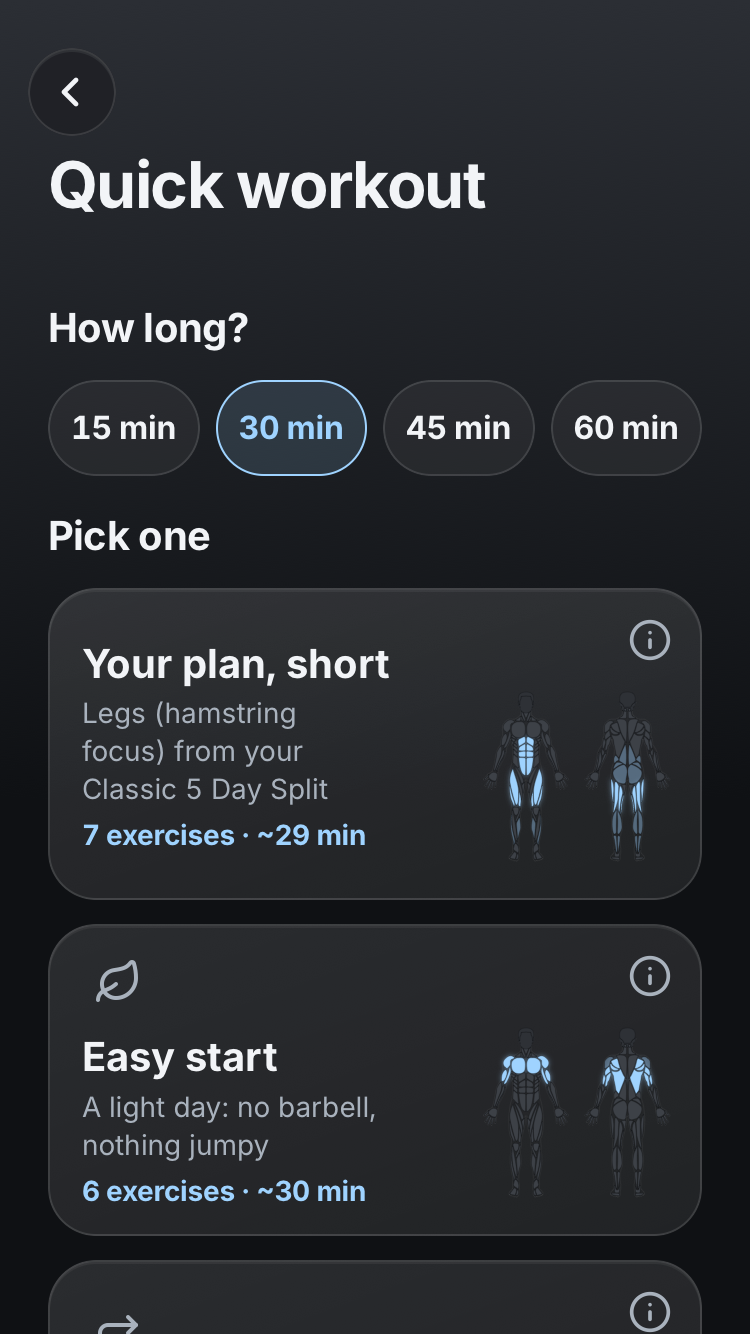 Quick workout
How long?
15 min
30 min
45 min
60 min
Pick one
Your plan, short
Legs (hamstring
focus) from your
Classic 5 Day Split
7 exercises · ~29 min
Easy start
A light day: no barbell,
nothing jumpy
6 exercises · ~30 min